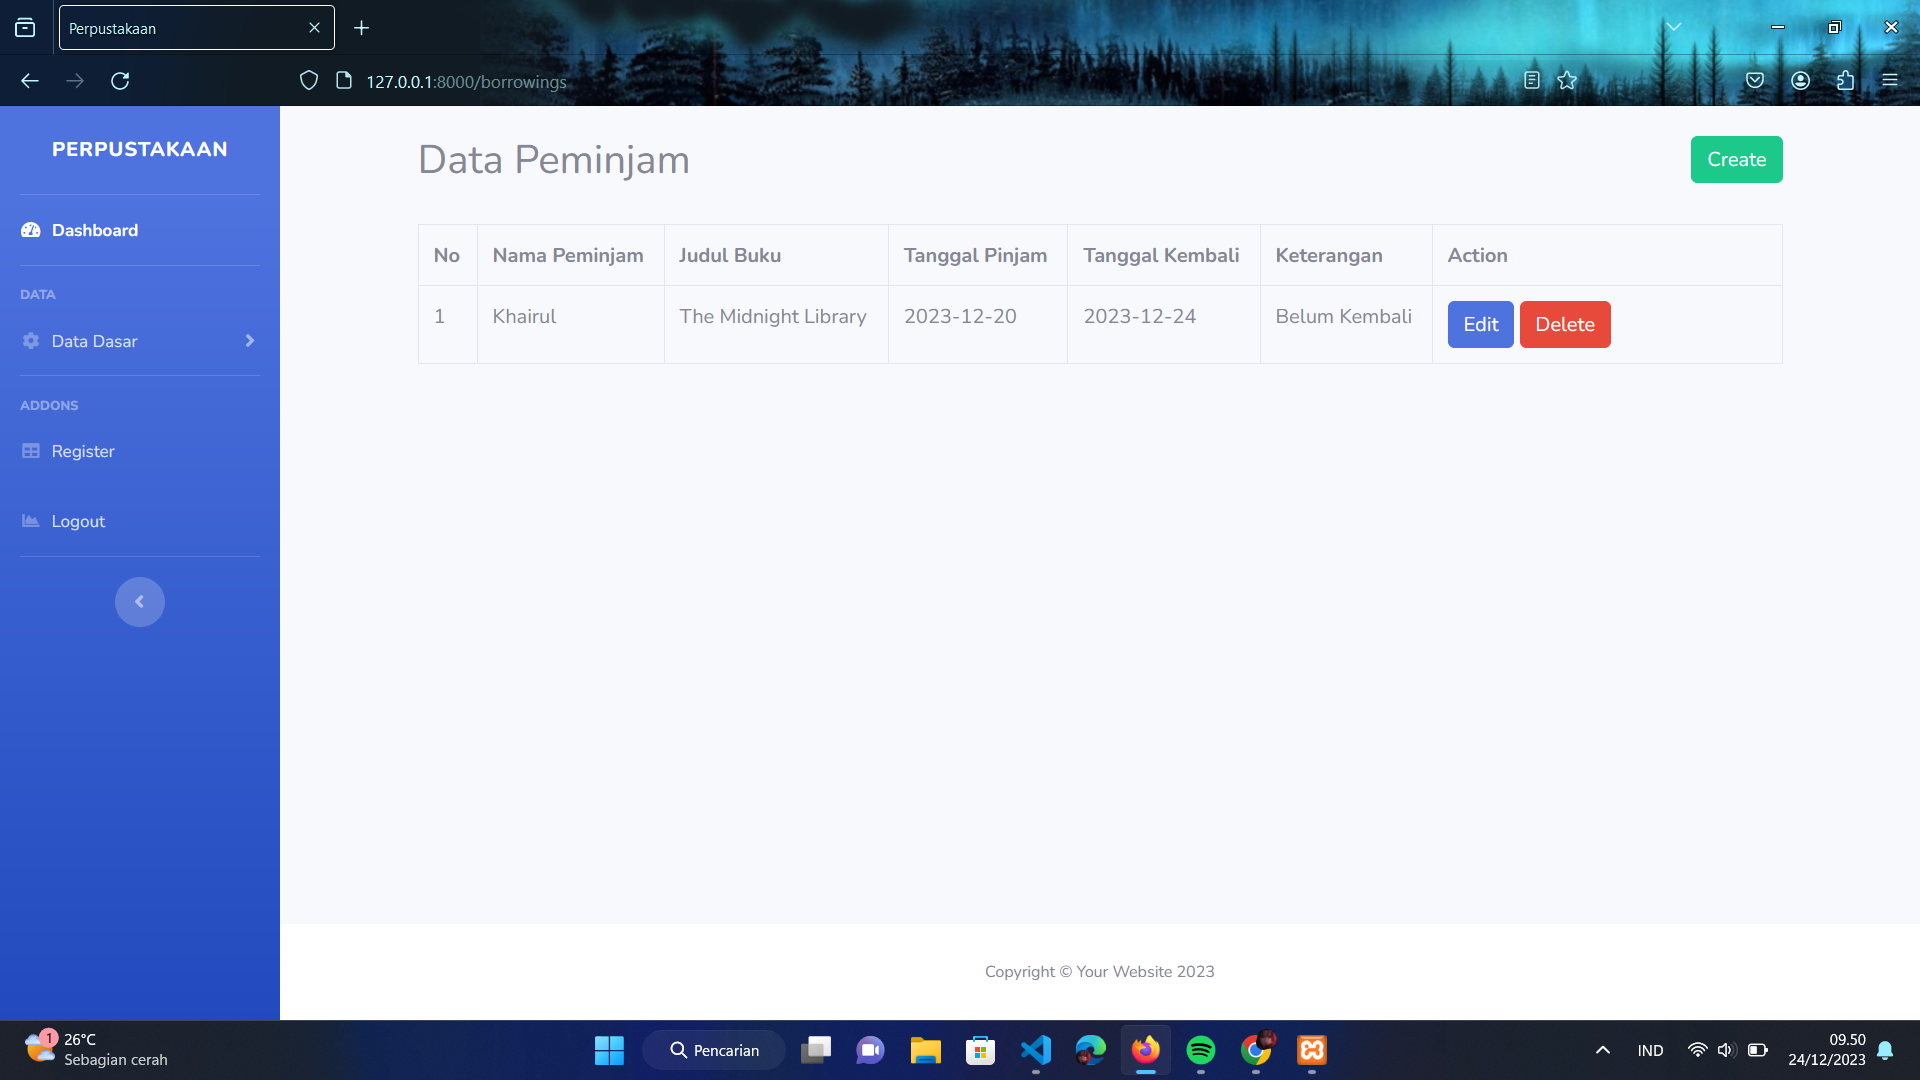 Perpustakaan
127.0.0.1:8000/borrowings
PERPUSTAKAAN
Dashboard
DATA
Data Dasar
ADDONS
Register
Logout
Data Peminjam
Create
No Nama Peminjam Judul Buku Tanggal Pinjam Tanggal Kembali Keterangan Action
1 Khairul The Midnight Library 2023-12-20 2023-12-24 Belum Kembali Edit Delete
Copyright © Your Website 2023
1
26°C
Sebagian cerah
Pencarian
IND
09.50
24/12/2023